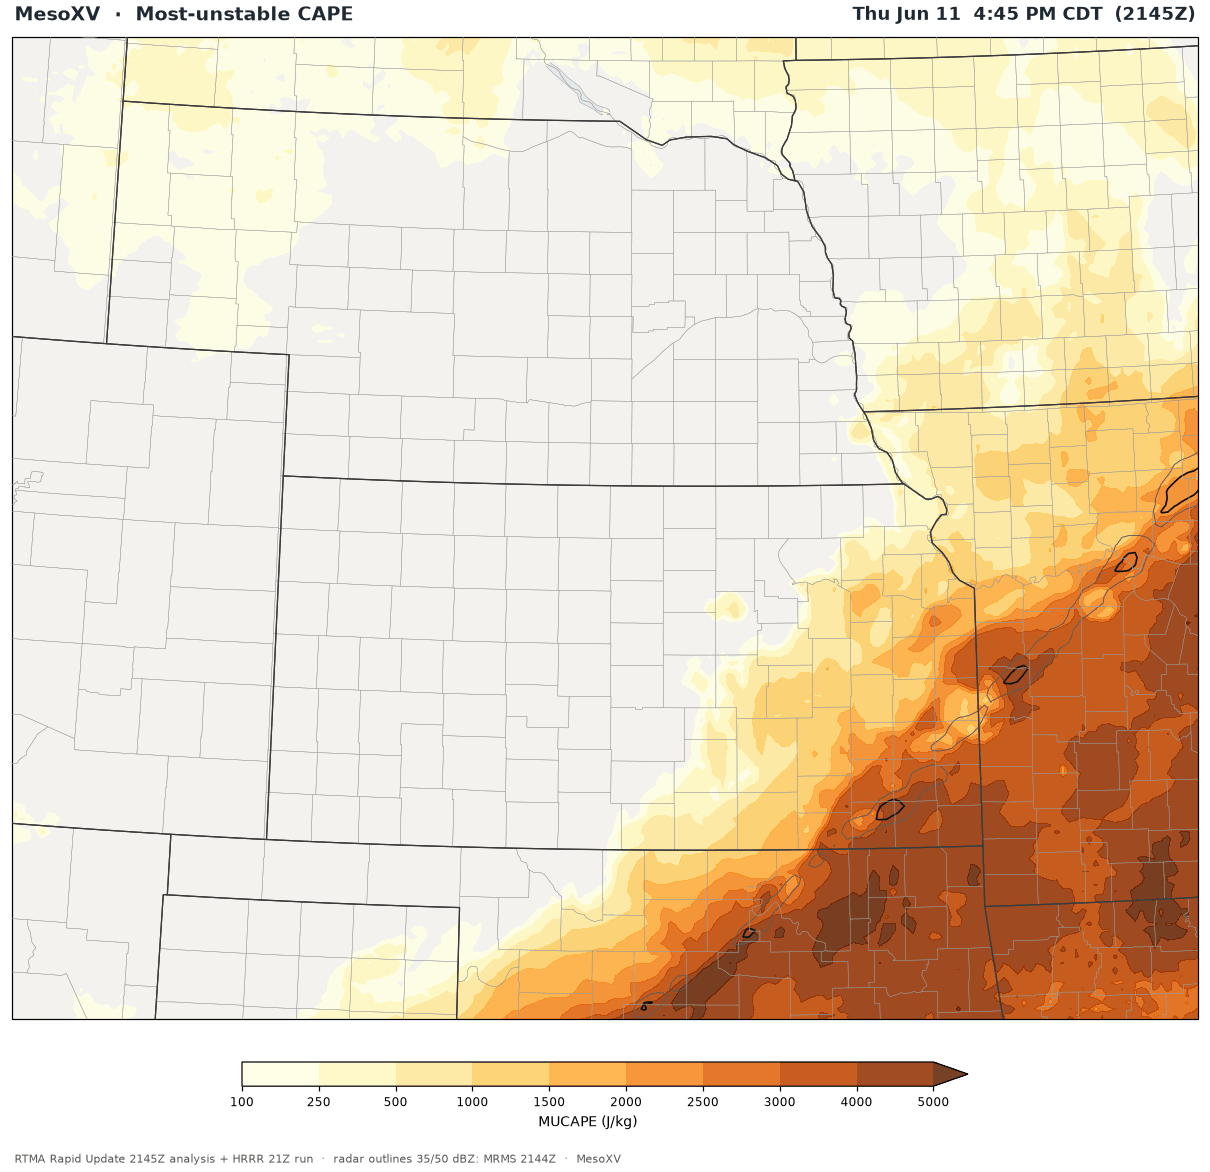 MesoXV · Most-unstable CAPE
Thu Jun 11 4:45 PM CDT (2145Z)
100 250 500 1000 1500 2000 2500 3000 4000 5000
MUCAPE (J/kg)
RTMA Rapid Update 2145Z analysis + HRRR 21Z run · radar outlines 35/50 dBZ: MRMS 2144Z · MesoXV